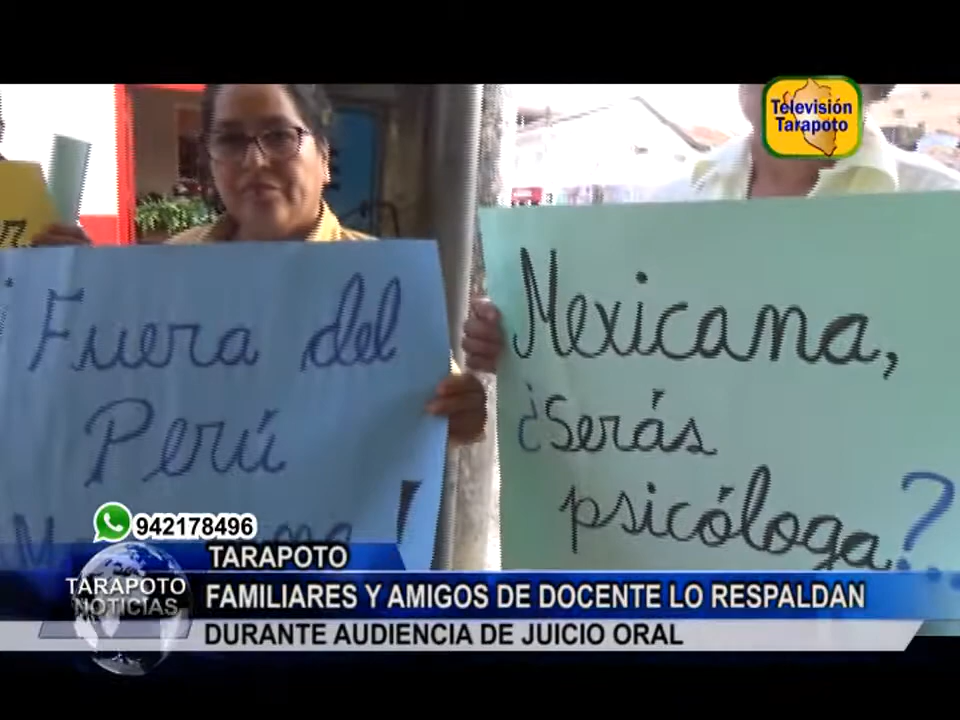 Televisión
Tarapoto
¡Fuera del
Perú
!
Mexicana,
¿Serás
psicóloga?
942178496
TARAPOTO
TARAPOTO
NOTICIAS
FAMILIARES Y AMIGOS DE DOCENTE LO RESPALDAN
DURANTE AUDIENCIA DE JUICIO ORAL